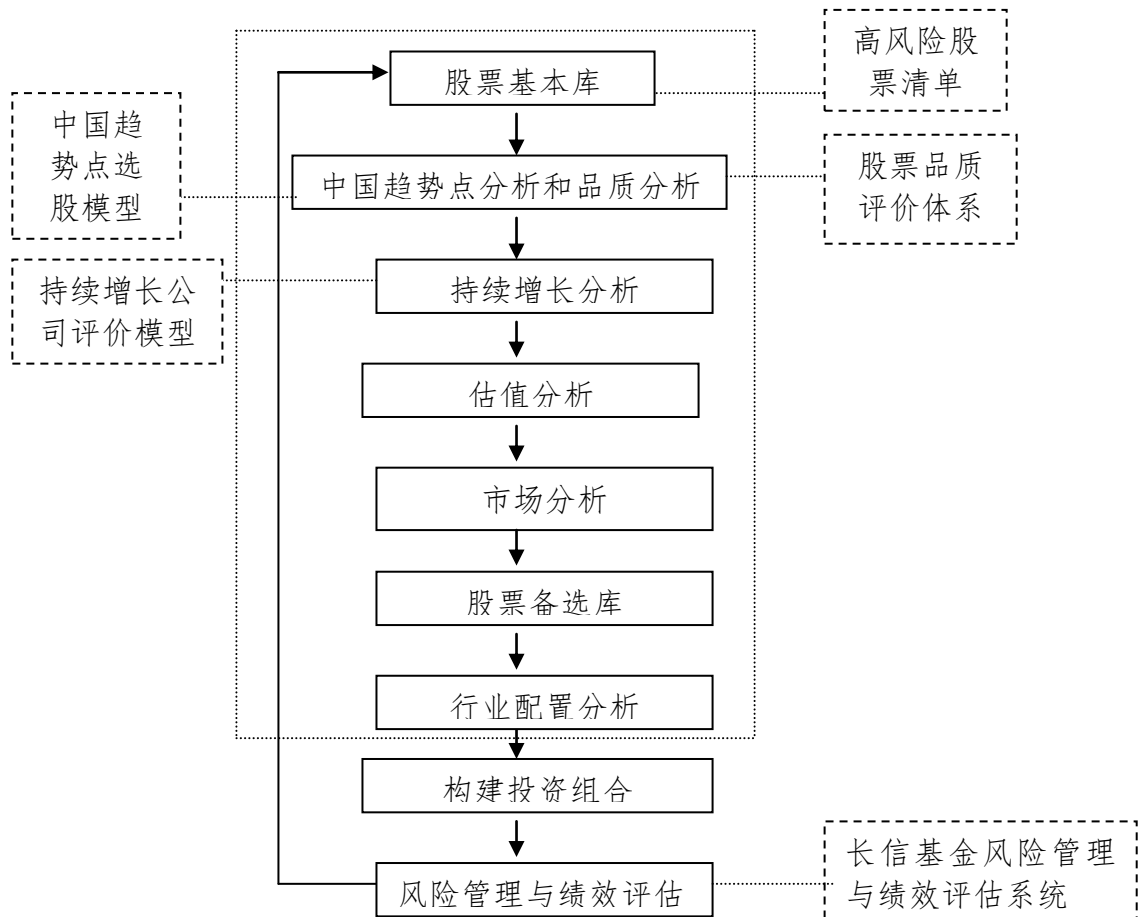 高风险股
票清单
股票基本库
中国趋
势点选
股模型
中国趋势点分析和品质分析
股票品质
评价体系
持续增长公
司评价模型
持续增长分析
估值分析
市场分析
股票备选库
行业配置分析
构建投资组合
风险管理与绩效评估
长信基金风险管理
与绩效评估系统